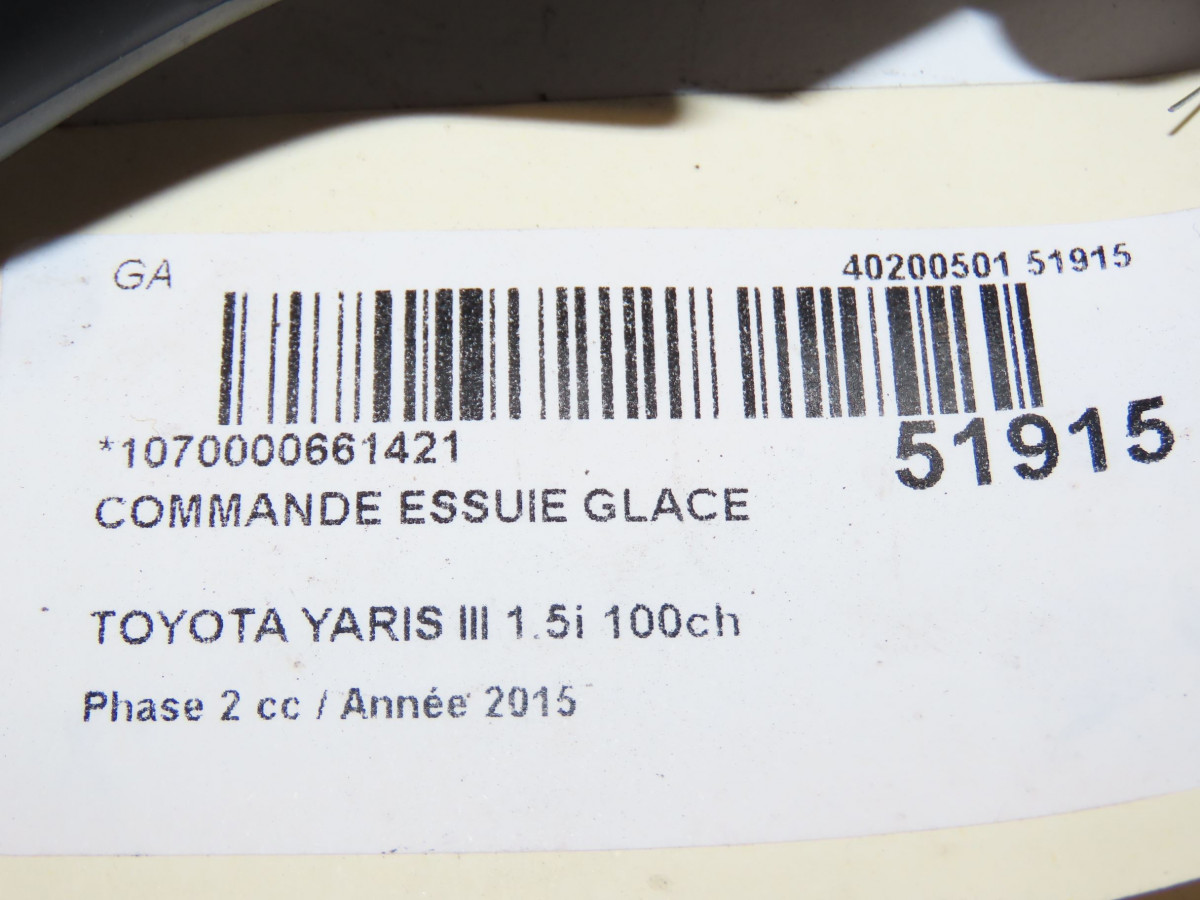 GA
40200501 51915
*1070000661421
51915
COMMANDE ESSUIE GLACE
TOYOTA YARIS III 1.5i 100ch
Phase 2 cc / Année 2015